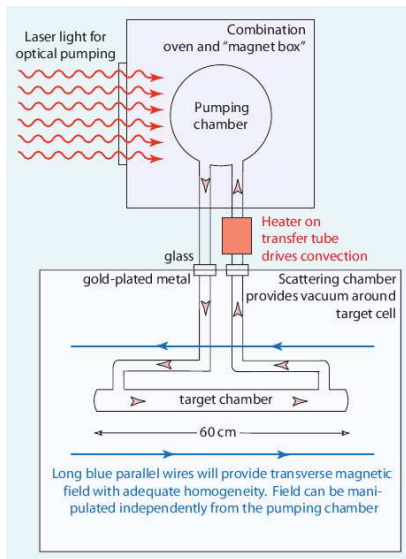 Laser light for
optical pumping
Combination
oven and “magnet box”
Pumping
chamber
Heater on
transfer tube
drives convection
glass
gold-plated metal
Scattering chamber
provides vacuum around
target cell
target chamber
60 cm
Long blue parallel wires will provide transverse magnetic
field with adequate homogeneity. Field can be mani-
pulated independently from the pumping chamber